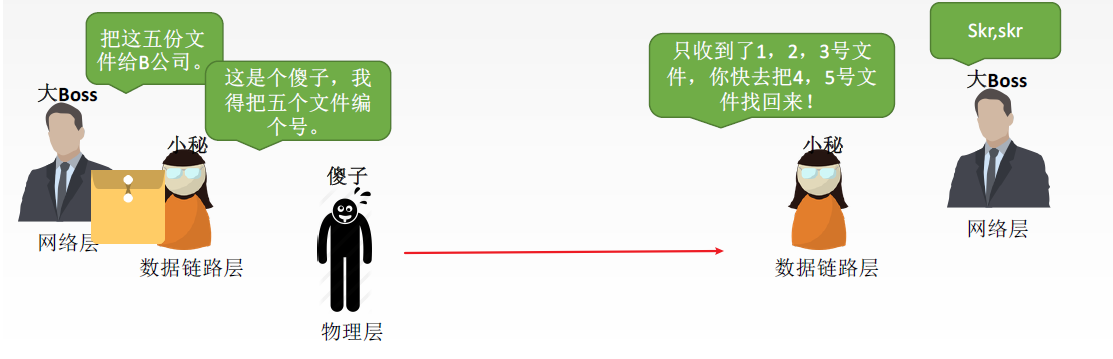 把这五份文
件给B公司。
大Boss
这是个傻子，我
得把五个文件编
个号。
小秘
傻子
网络层
数据链路层
物理层
只收到了1，2，3号文
件，你快去把4，5号文
件找回来！
小秘
数据链路层
Skr,skr
大Boss
网络层